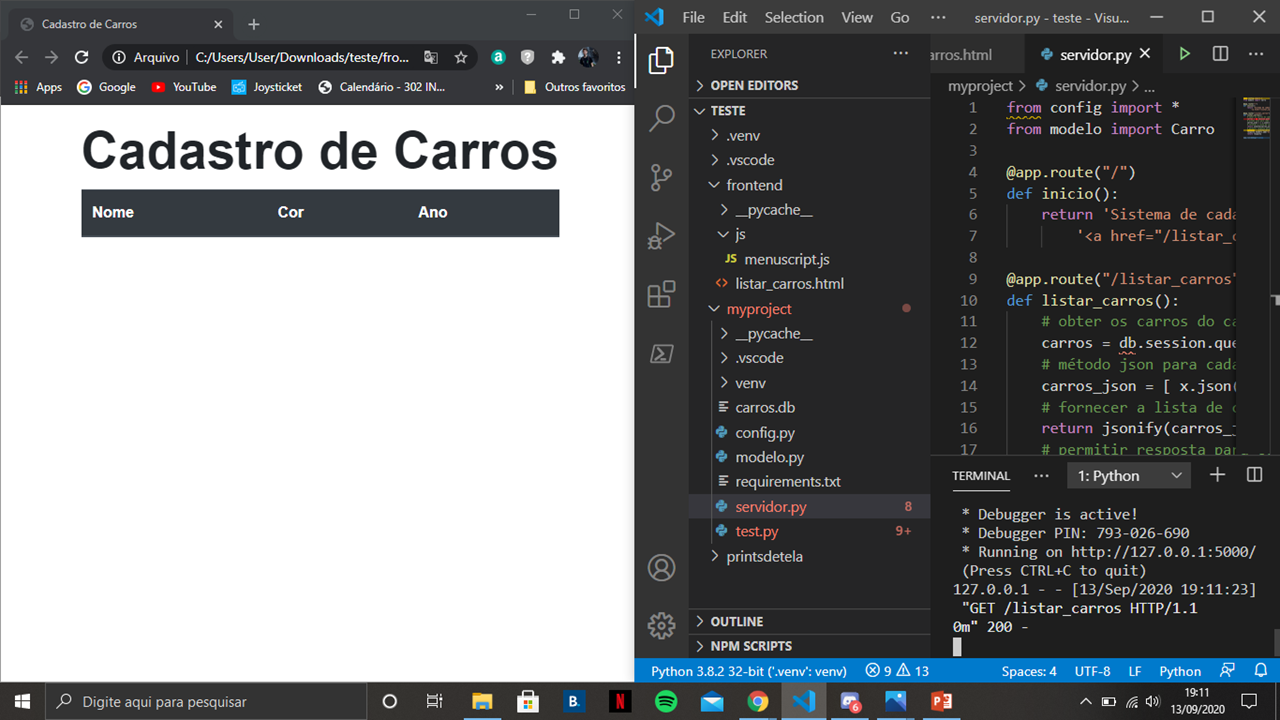 Cadastro de Carros
Arquivo
C:/Users/User/Downloads/teste/fro...
Apps
Google
YouTube
Joysticket
Calendário - 302 IN...
»
Outros favoritos
Cadastro de Carros
Nome Cor Ano
File Edit Selection View Go ··· servidor.py - teste - Visu...
EXPLORER ···
OPEN EDITORS
TESTE
.venv
.vscode
frontend
__pycache__
js
JS menuscript.js
<> listar_carros.html
myproject
__pycache__
.vscode
venv
carros.db
config.py
modelo.py
requirements.txt
servidor.py 8
test.py 9+
printsdetela
OUTLINE
NPM SCRIPTS
arros.html
servidor.py
myproject > servidor.py > ...
1 from config import *
2 from modelo import Carro
3
4 @app.route("/")
5 def inicio():
6 return 'Sistema de cada
7 '<a href="/listar_c
8
9 @app.route("/listar_carros"
10 def listar_carros():
11 # obter os carros do ca
12 carros = db.session.que
13 # método json para cada
14 carros_json = [ x.json(
15 # fornecer a lista de c
16 return jsonify(carros_j
17 # permitir resposta par
TERMINAL ··· 1: Python
* Debugger is active!
* Debugger PIN: 793-026-690
* Running on http://127.0.0.1:5000/
(Press CTRL+C to quit)
127.0.0.1 - - [13/Sep/2020 19:11:23]
"GET /listar_carros HTTP/1.1
0m" 200 -
Python 3.8.2 32-bit ('.venv': venv) 9 13 Spaces: 4 UTF-8 LF Python
Digite aqui para pesquisar
B.
N
6
19:11
13/09/2020